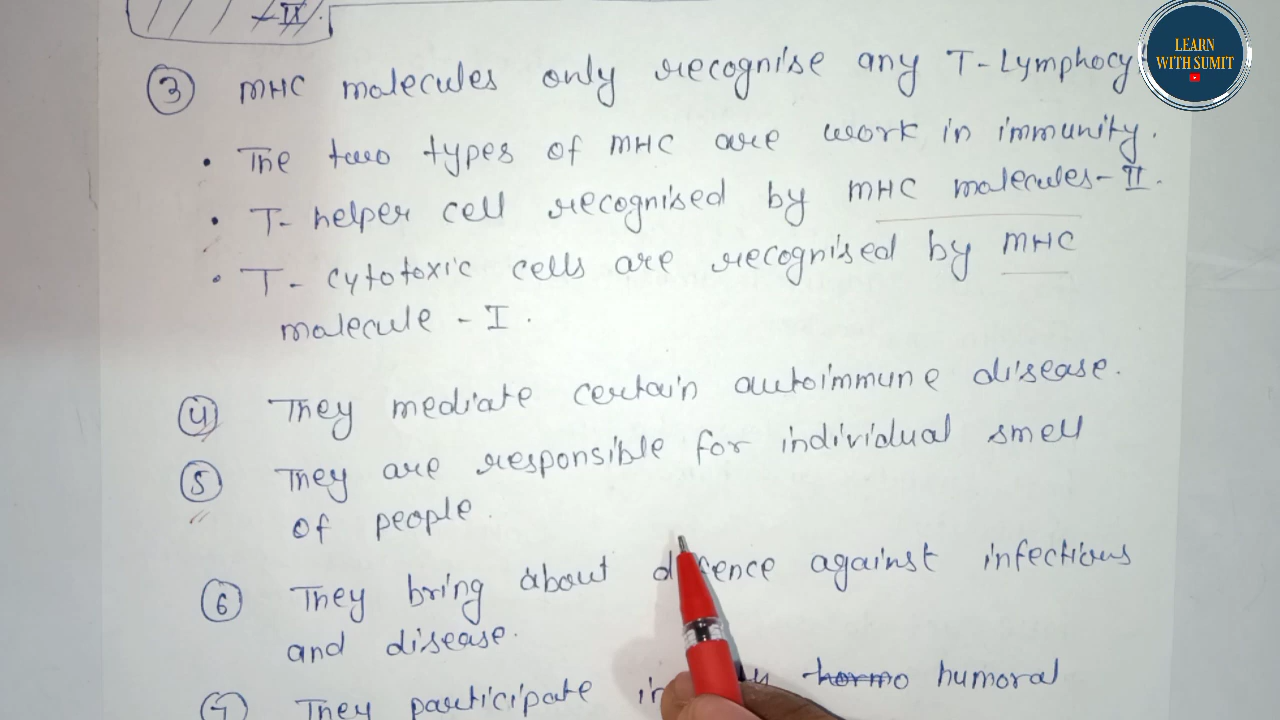 - II
③ MHC molecules only recognise any T-Lymphocy
• The two types of MHC are work in immunity.
• T- helper cell recognised by MHC molecules- II.
• T- cytotoxic cells are recognised by MHC
molecule - I.
④ They mediate certain autoimmune disease.
⑤ They are responsible for individual smell
of people.
⑥ They bring about defence against infectious
and disease.
⑦ They participate in humoral
LEARN
WITH SUMIT